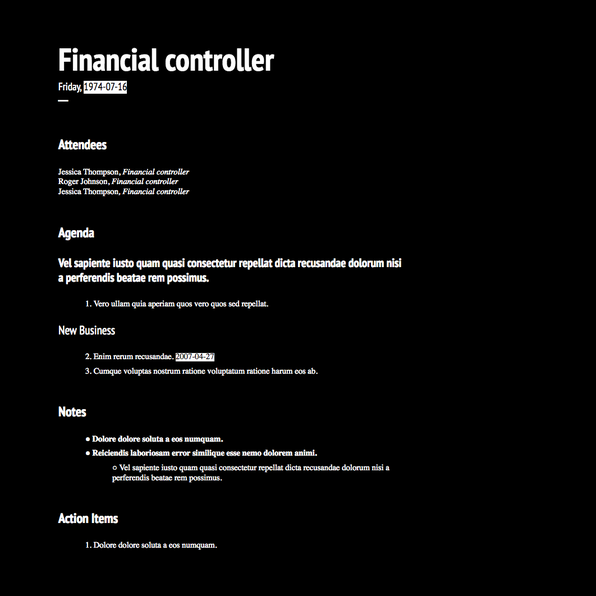 Financial controller
Friday, 1974-07-16
Attendees
Jessica Thompson, Financial controller
Roger Johnson, Financial controller
Jessica Thompson, Financial controller
Agenda
Vel sapiente iusto quam quasi consectetur repellat dicta recusandae dolorum nisi
a perferendis beatae rem possimus.
1. Vero ullam quia aperiam quos vero quos sed repellat.
New Business
2. Enim rerum recusandae. 2007-04-27
3. Cumque voluptas nostrum ratione voluptatum ratione harum eos ab.
Notes
● Dolore dolore soluta a eos numquam.
● Reiciendis laboriosam error similique esse nemo dolorem animi.
○ Vel sapiente iusto quam quasi consectetur repellat dicta recusandae dolorum nisi a
perferendis beatae rem possimus.
Action Items
1. Dolore dolore soluta a eos numquam.